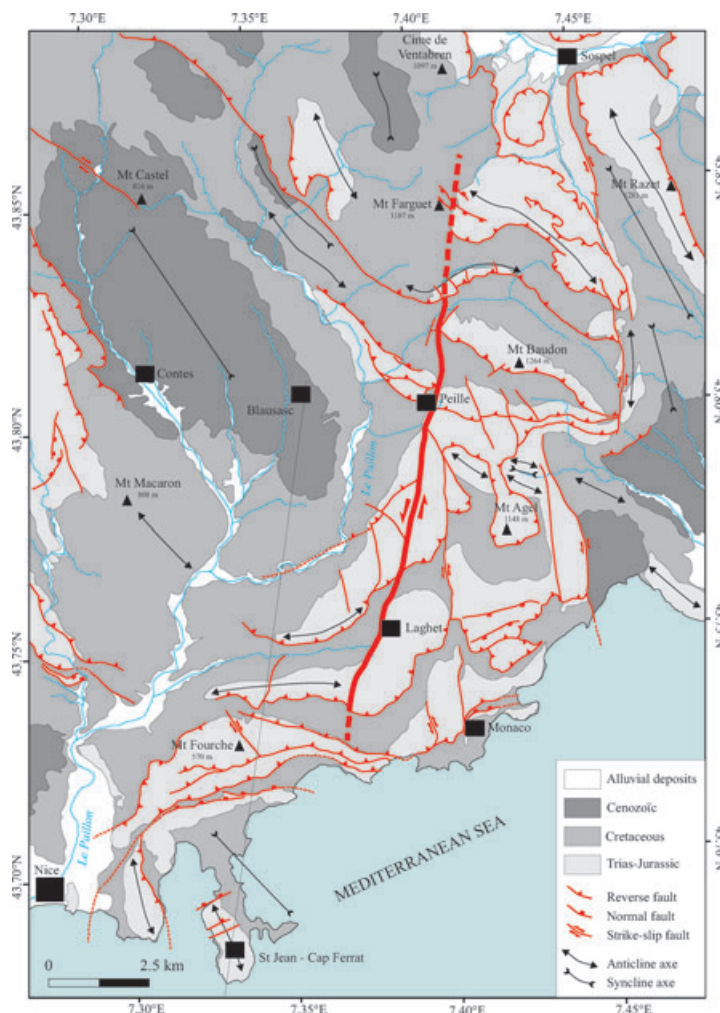 7.30°E
7.35°E
7.40°E
7.45°E
Cime de
Ventabren
1097 m
Sospel
Mt Castel
Mt Razet
43,85°N
Mt Farguet
1187 m
Mt Baudon
1264 m
Contes
Peille
Blausasc
43,80°N
Le Paillon
Mt Macaron
Mt Agel
1148 m
Laghet
43,75°N
Monaco
Mt Fourche
Alluvial deposits
Cenozoïc
Cretaceous
Trias-Jurassic
Le Paillon
MEDITERRANEAN SEA
Nice
43,70°N
Reverse fault
Normal fault
Strike-slip fault
Anticline axe
Syncline axe
St Jean - Cap Ferrat
0
2.5 km
7.30°E
7.35°E
7.40°E
7.45°E